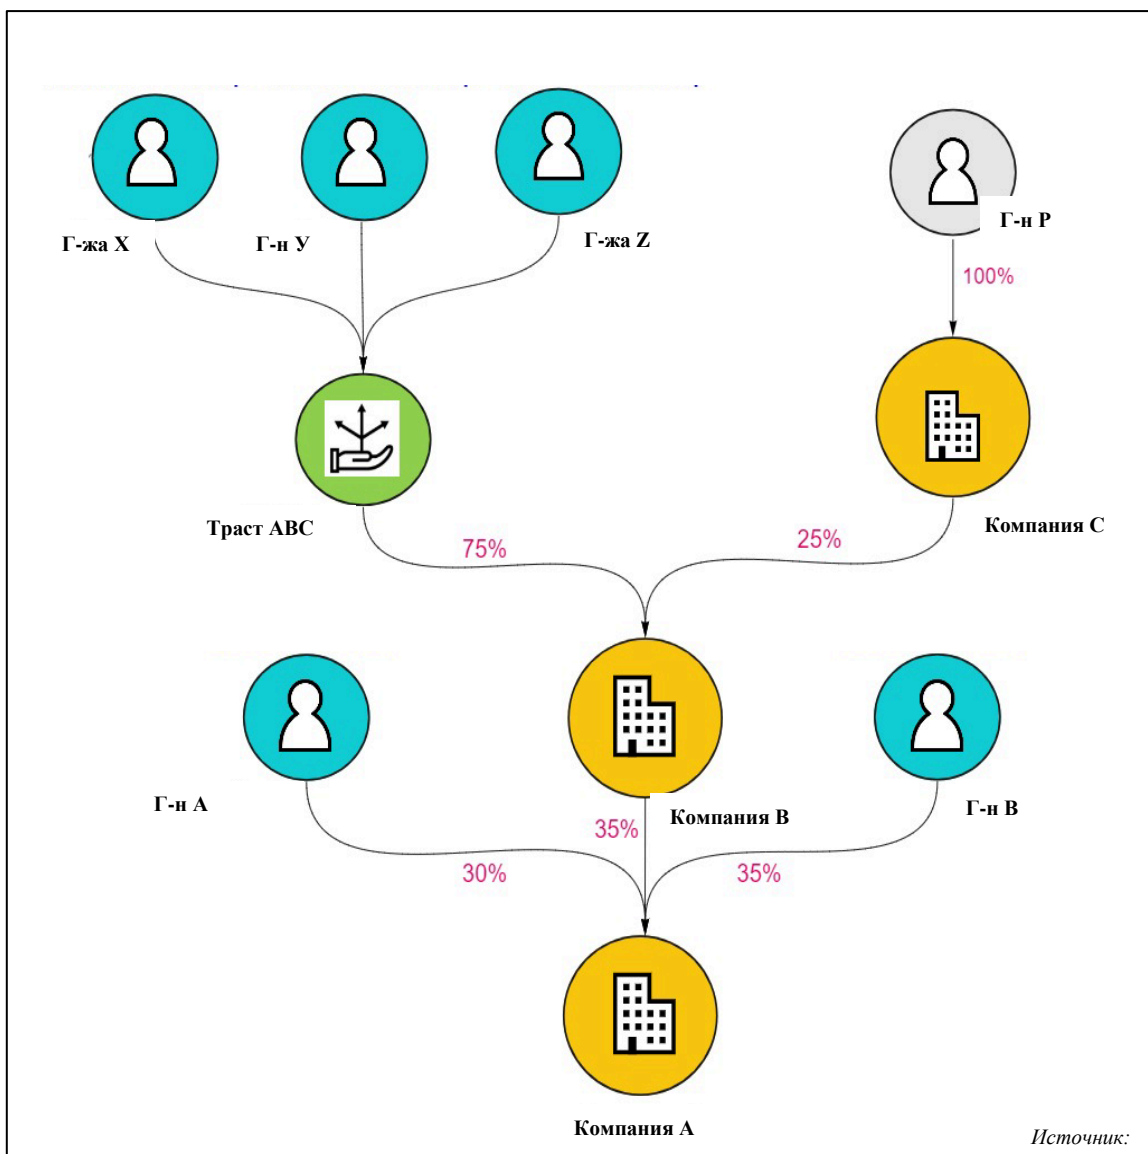 Г-жа X
Г-н У
Г-жа Z
Г-н Р
100%
Траст АВС
Компания С
75%
25%
Г-н А
Компания В
Г-н В
35%
30%
35%
Компания А
Источник: